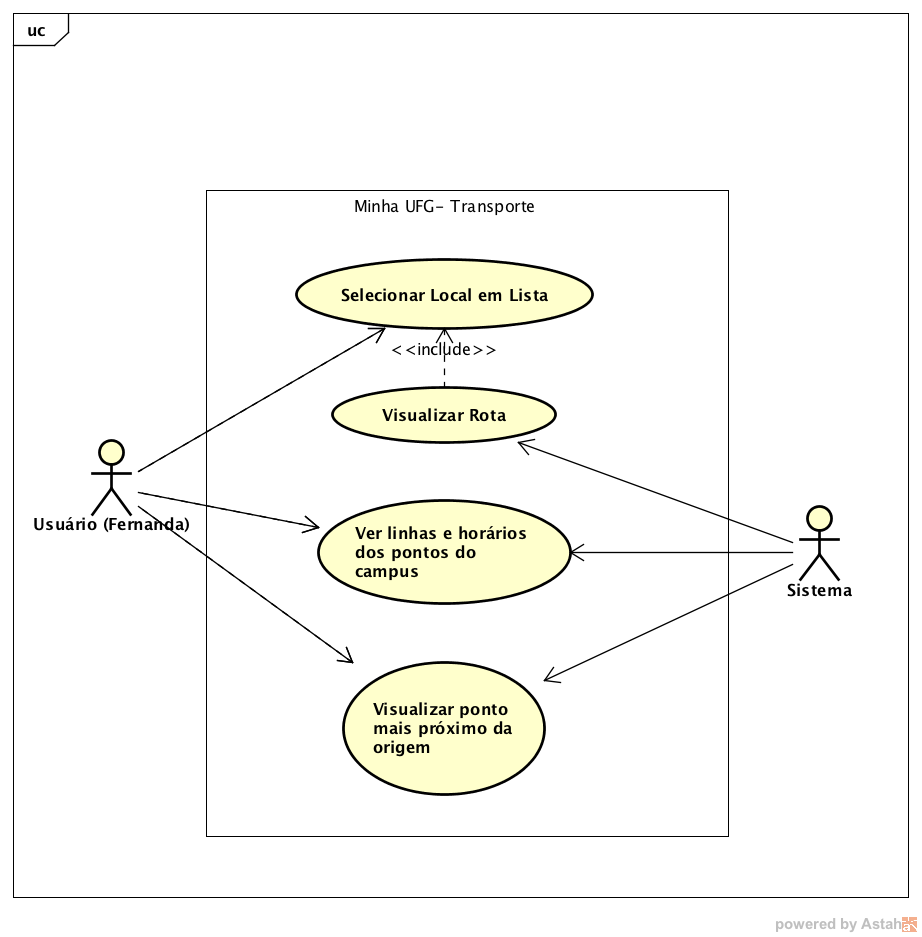 uc
Minha UFG- Transporte
Selecionar Local em Lista
<<include>>
Visualizar Rota
Usuário (Fernanda)
Ver linhas e horários
dos pontos do
campus
Sistema
Visualizar ponto
mais próximo da
origem
powered by Astah